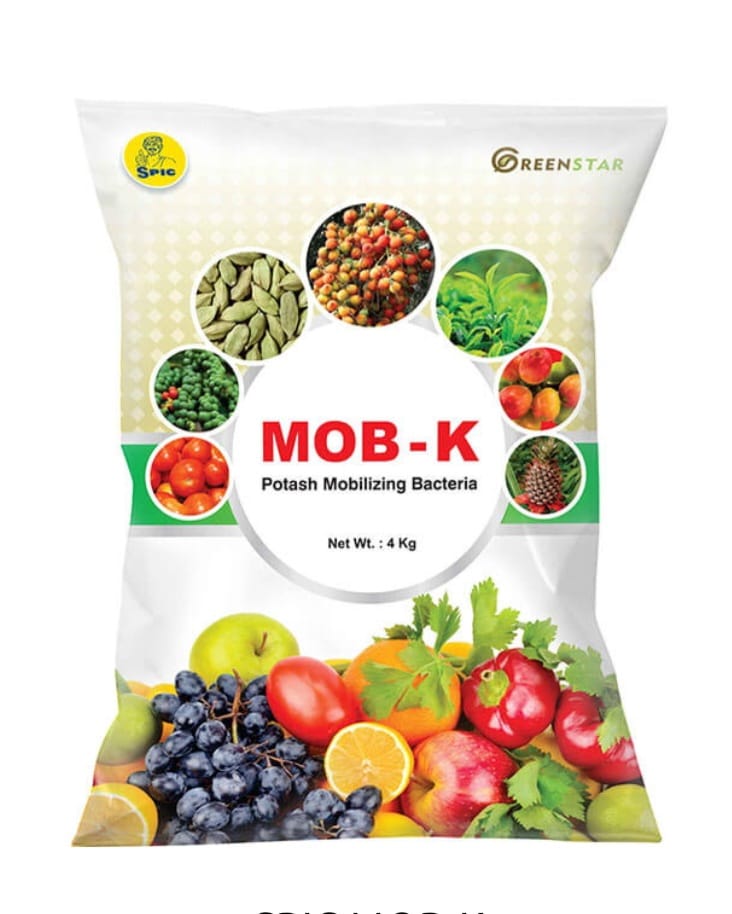 SPIC
GREENSTAR
MOB - K
Potash Mobilizing Bacteria
Net Wt. : 4 Kg